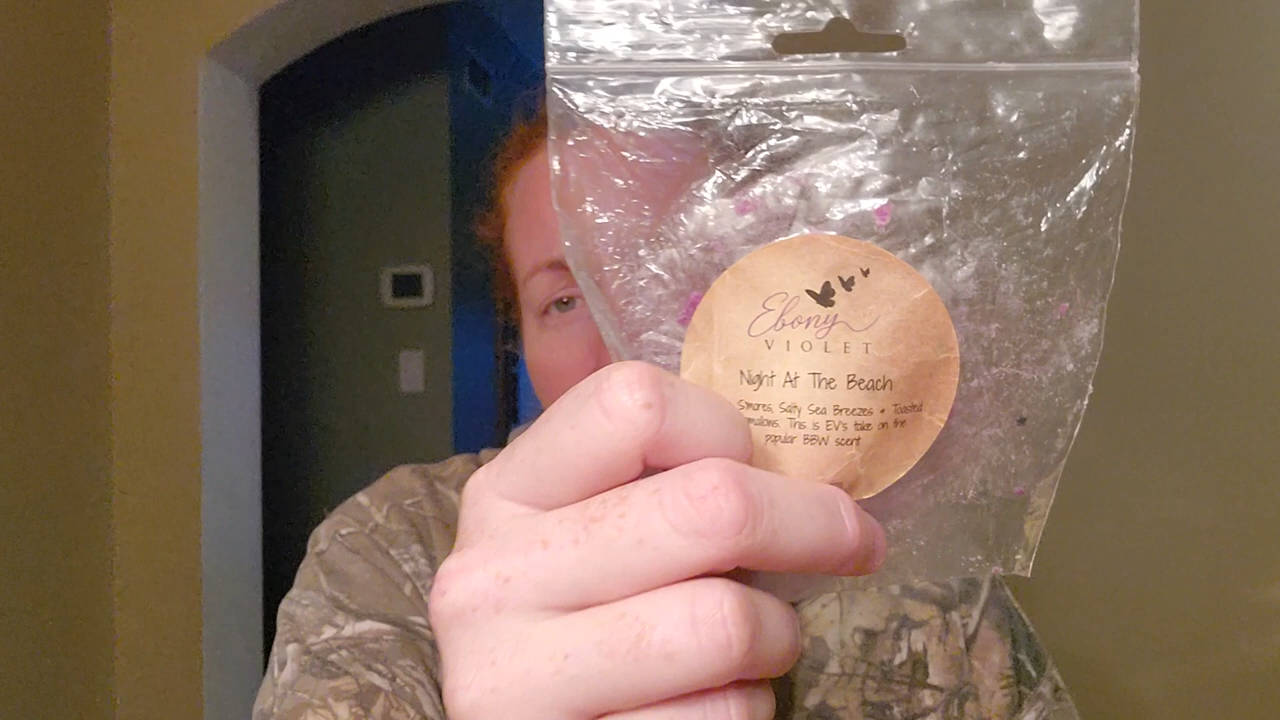 Ebony
VIOLET
Night At The Beach
S'mores, Salty Sea Breezes + Toasted
This is EV's take on the
popular BBW scent